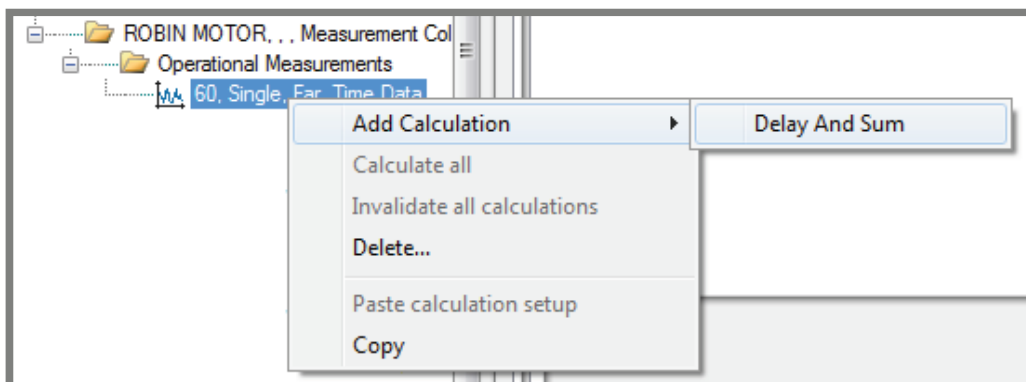 ROBIN MOTOR, , , Measurement Col
Operational Measurements
60, Single, Far, Time Data
Add Calculation
Delay And Sum
Calculate all
Invalidate all calculations
Delete...
Paste calculation setup
Copy